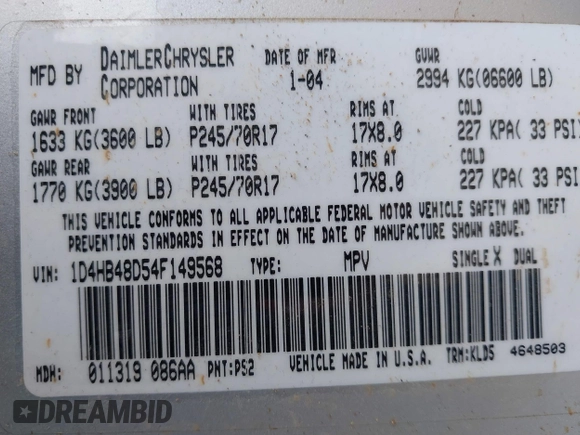 MFD BY DAIMLERCHRYSLER CORPORATION DATE OF MFR 1-04 GVWR 2994 KG(06600 LB)
GAWR FRONT WITH TIRES RIMS AT COLD
1633 KG(3600 LB) P245/70R17 17X8.0 227 KPA( 33 PSI)
GAWR REAR WITH TIRES RIMS AT COLD
1770 KG(3900 LB) P245/70R17 17X8.0 227 KPA( 33 PSI
THIS VEHICLE CONFORMS TO ALL APPLICABLE FEDERAL MOTOR VEHICLE SAFETY AND THEFT
PREVENTION STANDARDS IN EFFECT ON THE DATE OF MANUFACTURE SHOWN ABOVE.
VIN: 1D4HB48D54F149568 TYPE: MPV SINGLE X DUAL
MDH: 011319 086AA PNT:PS2 VEHICLE MADE IN U.S.A. TRM:KLD5 4648503
DREAMBID